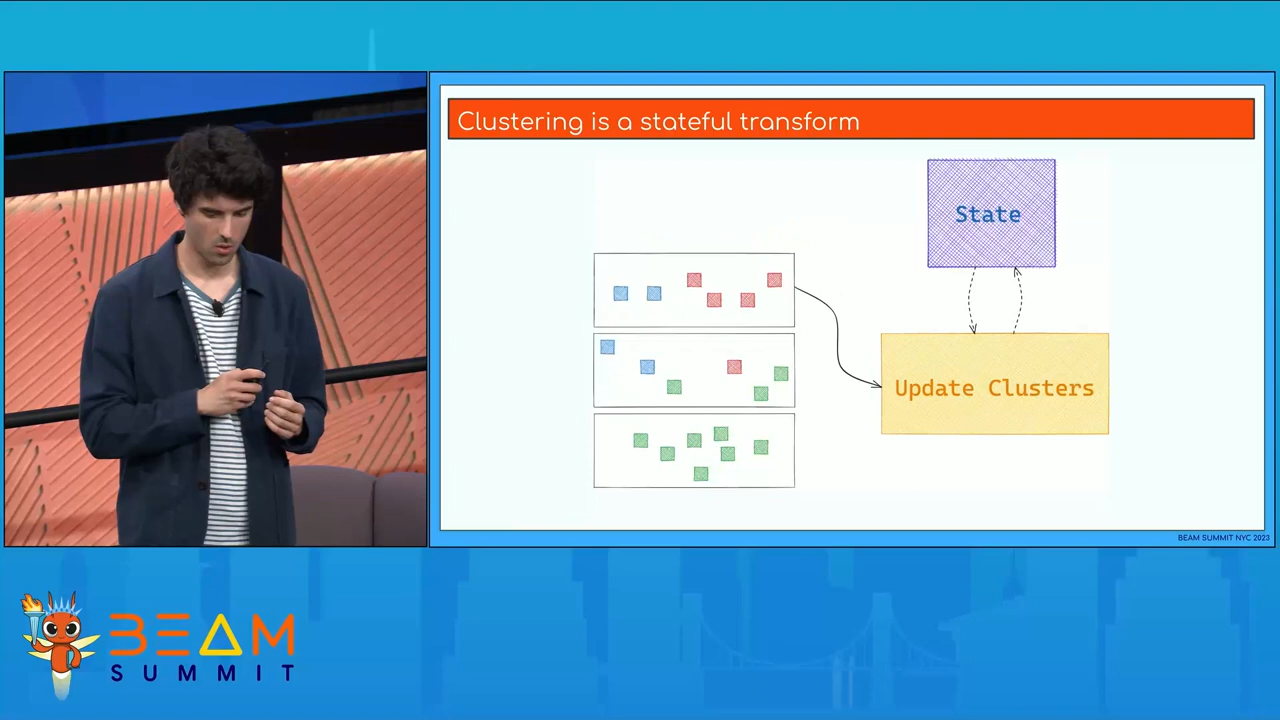 Clustering is a stateful transform
State
Update Clusters
BEAM SUMMIT NYC 2023
BEAM
SUMMIT